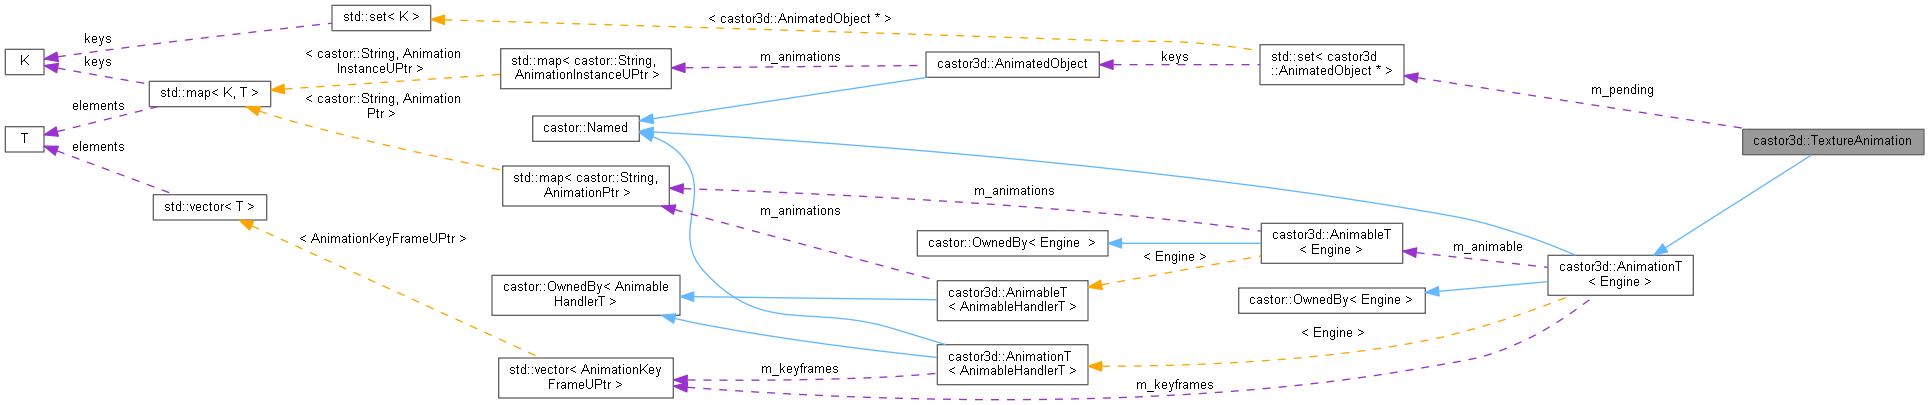 K
T
keys
keys
elements
elements
std::set< K >
std::map< K, T >
std::vector< T >
< castor::String, Animation
InstanceUPtr >
< castor::String, Animation
Ptr >
< AnimationKeyFrameUPtr >
< castor3d::AnimatedObject * >
std::map< castor::String,
AnimationInstanceUPtr >
castor::Named
std::map< castor::String,
AnimationPtr >
castor::OwnedBy< Animable
HandlerT >
std::vector< AnimationKey
FrameUPtr >
m_animations
m_animations
m_animations
m_keyframes
castor3d::AnimatedObject
castor::OwnedBy< Engine  >
castor3d::AnimableT
< AnimableHandlerT >
castor3d::AnimationT
< AnimableHandlerT >
keys
< Engine >
m_keyframes
std::set< castor3d
::AnimatedObject * >
castor3d::AnimableT
< Engine >
castor::OwnedBy< Engine >
< Engine >
m_pending
m_animable
castor3d::AnimationT
< Engine >
castor3d::TextureAnimation